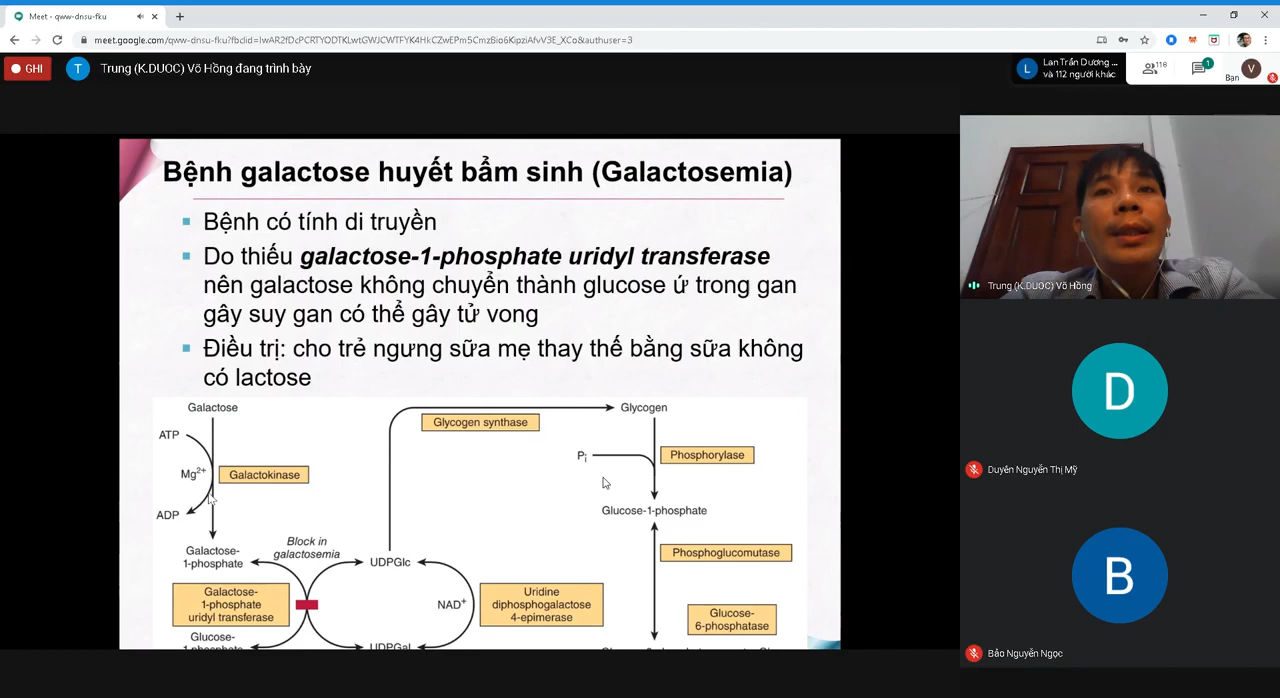 Meet - qww-dnsu-fku
meet.google.com/qww-dnsu-fku?fbclid=IwAR2fDcPCRTYODTKLwtGWJCWTFYK4HkCZwEPm5CmzBio6KipziAfvV3E_XCo&authuser=3
GHI
T
Trung (K.DUOC) Võ Hồng đang trình bày
L
Lan Trần Dương ...
và 112 người khác
116
1
Bạn
V
Bệnh galactose huyết bẩm sinh (Galactosemia)
Bệnh có tính di truyền
Do thiếu galactose-1-phosphate uridyl transferase
nên galactose không chuyển thành glucose ứ trong gan
gây suy gan có thể gây tử vong
Điều trị: cho trẻ ngưng sữa mẹ thay thế bằng sữa không
có lactose
Galactose
ATP
Mg2+
Galactokinase
ADP
Galactose-
1-phosphate
Block in
galactosemia
Galactose-
1-phosphate
uridyl transferase
Glucose-
1-phosphate
UDPGlc
NAD+
UDPGal
Uridine
diphosphogalactose
4-epimerase
Glycogen synthase
Glycogen
Pi
Phosphorylase
Glucose-1-phosphate
Phosphoglucomutase
Glucose-
6-phosphatase
Trung (K.DUOC) Võ Hồng
D
Duyên Nguyễn Thị Mỹ
B
Bảo Nguyễn Ngọc